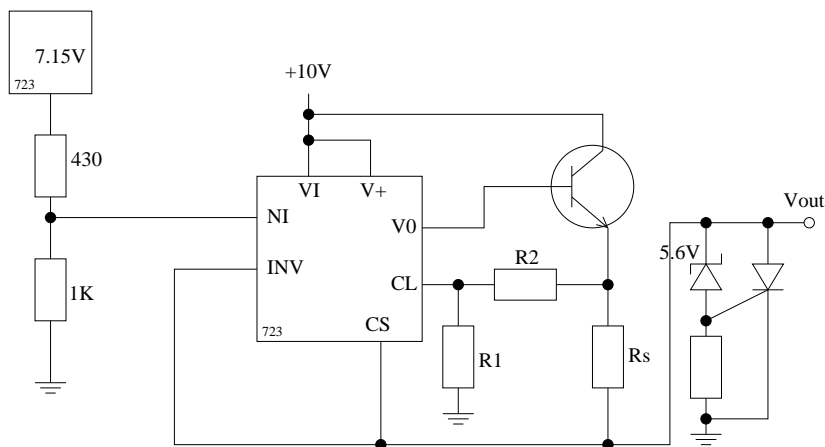 7.15V
723
+10V
430
VI
V+
Vout
NI
V0
5.6V
R2
INV
CL
1K
CS
723
R1
Rs